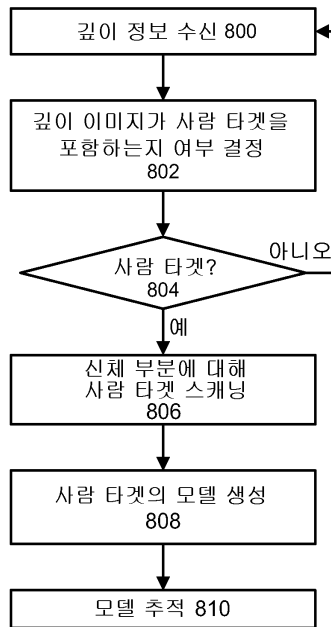 깊이 정보 수신 800
깊이 이미지가 사람 타겟을
포함하는지 여부 결정
802
사람 타겟?
804
아니오
예
신체 부분에 대해
사람 타겟 스캐닝
806
사람 타겟의 모델 생성
808
모델 추적 810